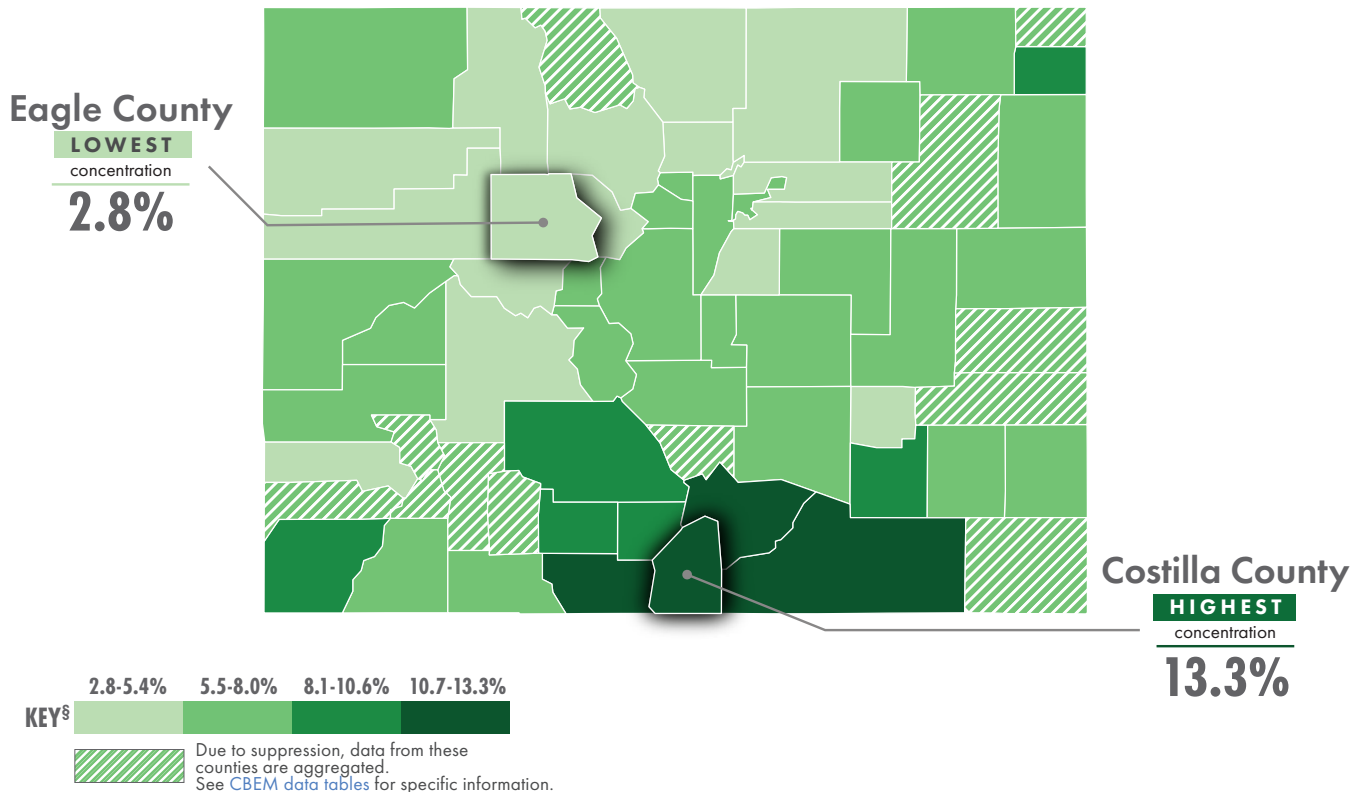 Eagle County
LOWEST
concentration
2.8%
Costilla County
HIGHEST
concentration
13.3%
2.8-5.4% 5.5-8.0% 8.1-10.6% 10.7-13.3%
KEY§
Due to suppression, data from these
counties are aggregated.
See CBEM data tables for specific information.